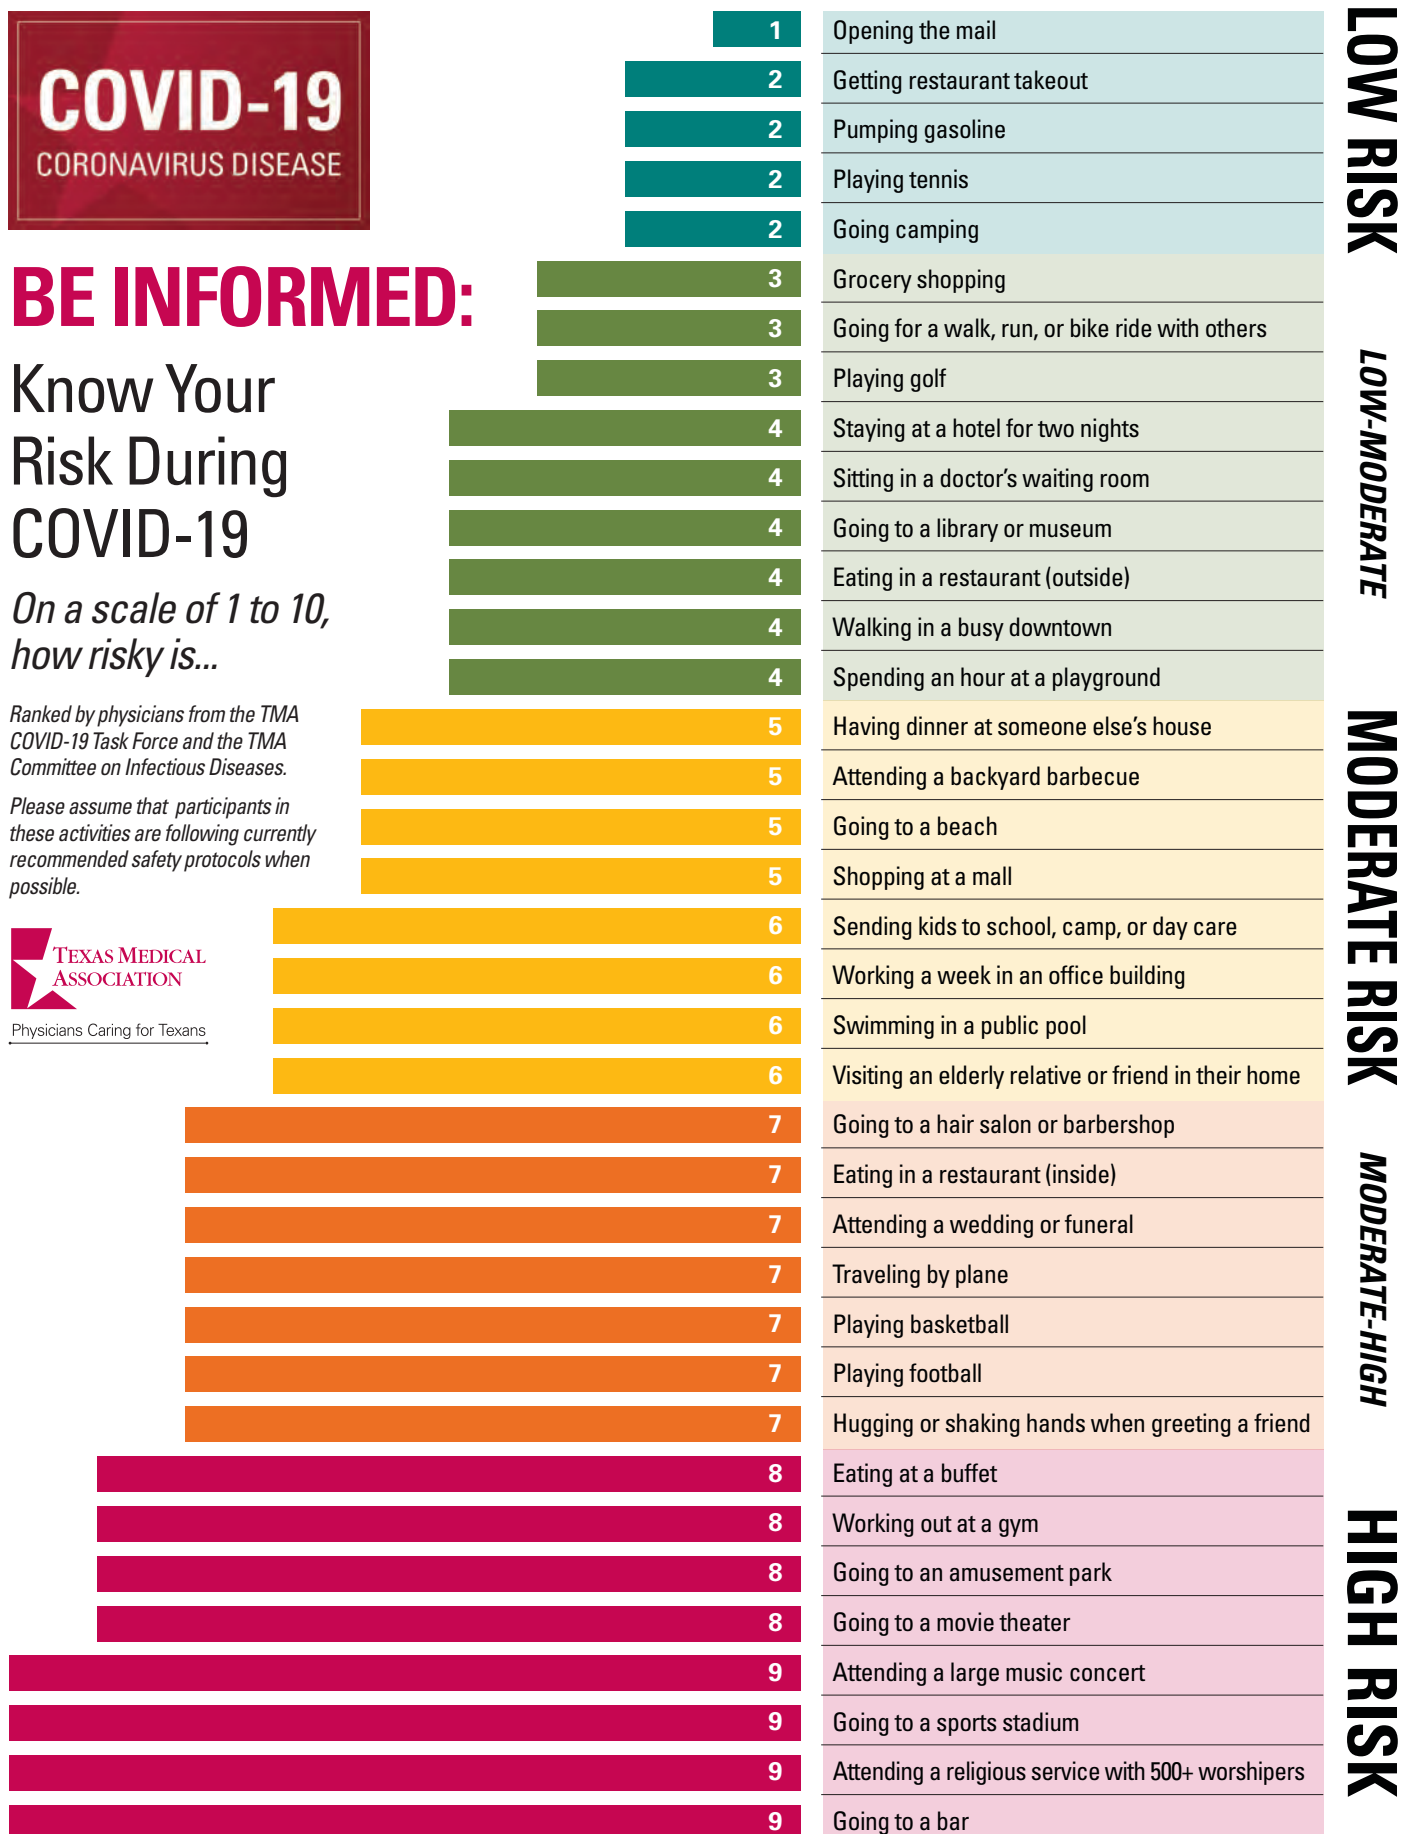 COVID-19
CORONAVIRUS DISEASE
BE INFORMED:
Know Your
Risk During
COVID-19
On a scale of 1 to 10,
how risky is...
Ranked by physicians from the TMA
COVID-19 Task Force and the TMA
Committee on Infectious Diseases.
Please assume that participants in
these activities are following currently
recommended safety protocols when
possible.
TEXAS MEDICAL
ASSOCIATION
Physicians Caring for Texans
LOW RISK
1 Opening the mail
2 Getting restaurant takeout
2 Pumping gasoline
2 Playing tennis
2 Going camping
LOW-MODERATE
3 Grocery shopping
3 Going for a walk, run, or bike ride with others
3 Playing golf
4 Staying at a hotel for two nights
4 Sitting in a doctor's waiting room
4 Going to a library or museum
4 Eating in a restaurant (outside)
4 Walking in a busy downtown
4 Spending an hour at a playground
MODERATE RISK
5 Having dinner at someone else's house
5 Attending a backyard barbecue
5 Going to a beach
5 Shopping at a mall
6 Sending kids to school, camp, or day care
6 Working a week in an office building
6 Swimming in a public pool
6 Visiting an elderly relative or friend in their home
MODERATE-HIGH
7 Going to a hair salon or barbershop
7 Eating in a restaurant (inside)
7 Attending a wedding or funeral
7 Traveling by plane
7 Playing basketball
7 Playing football
7 Hugging or shaking hands when greeting a friend
HIGH RISK
8 Eating at a buffet
8 Working out at a gym
8 Going to an amusement park
8 Going to a movie theater
9 Attending a large music concert
9 Going to a sports stadium
9 Attending a religious service with 500+ worshipers
9 Going to a bar